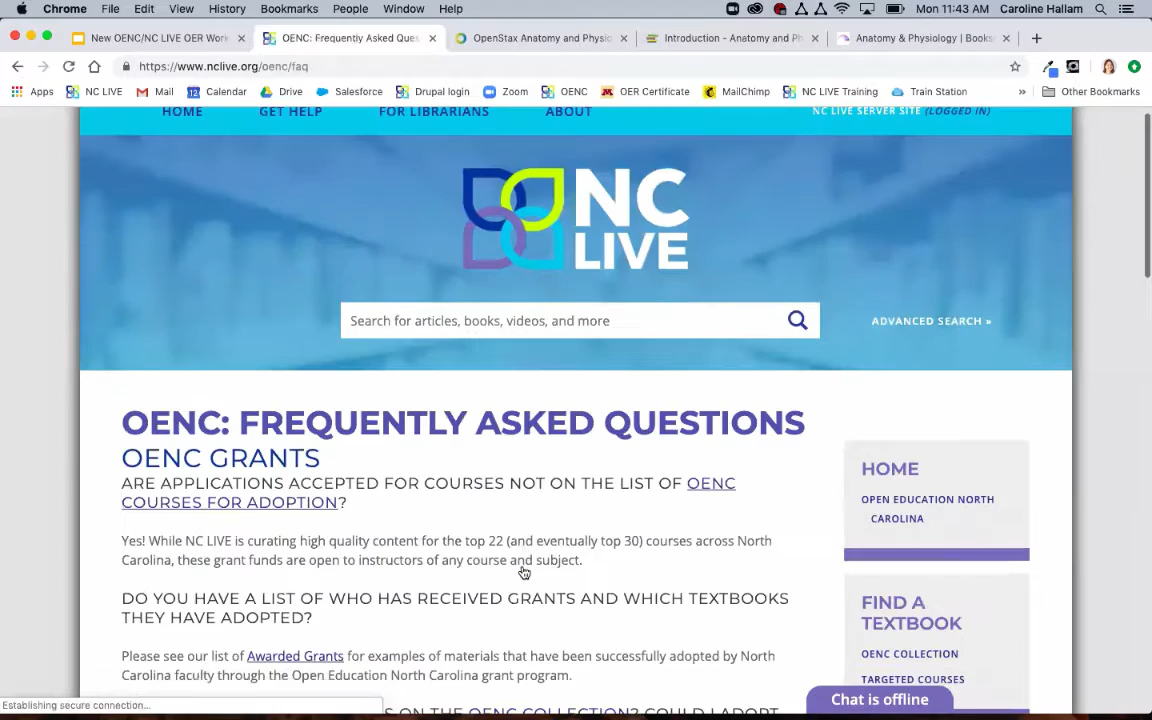 Chrome File Edit View History Bookmarks People Window Help Mon 11:43 AM Caroline Hallam
New OENC/NC LIVE OER Work OENC: Frequently Asked Ques OpenStax Anatomy and Physio Introduction - Anatomy and Ph Anatomy & Physiology | Books
https://www.nclive.org/oenc/faq
Apps NC LIVE Mail Calendar Drive Salesforce Drupal login Zoom OENC OER Certificate MailChimp NC LIVE Training Train Station » Other Bookmarks
HOME GET HELP FOR LIBRARIANS ABOUT NC LIVE SERVER SITE (LOGGED IN)
NC
LIVE
Search for articles, books, videos, and more ADVANCED SEARCH »
OENC: FREQUENTLY ASKED QUESTIONS
OENC GRANTS
ARE APPLICATIONS ACCEPTED FOR COURSES NOT ON THE LIST OF OENC
COURSES FOR ADOPTION?
Yes! While NC LIVE is curating high quality content for the top 22 (and eventually top 30) courses across North
Carolina, these grant funds are open to instructors of any course and subject.
DO YOU HAVE A LIST OF WHO HAS RECEIVED GRANTS AND WHICH TEXTBOOKS
THEY HAVE ADOPTED?
Please see our list of Awarded Grants for examples of materials that have been successfully adopted by North
Carolina faculty through the Open Education North Carolina grant program.
S ON THE OENC COLLECTION? COULD I ADOPT
HOME
OPEN EDUCATION NORTH
CAROLINA
FIND A
TEXTBOOK
OENC COLLECTION
TARGETED COURSES
Chat is offline
Establishing secure connection...